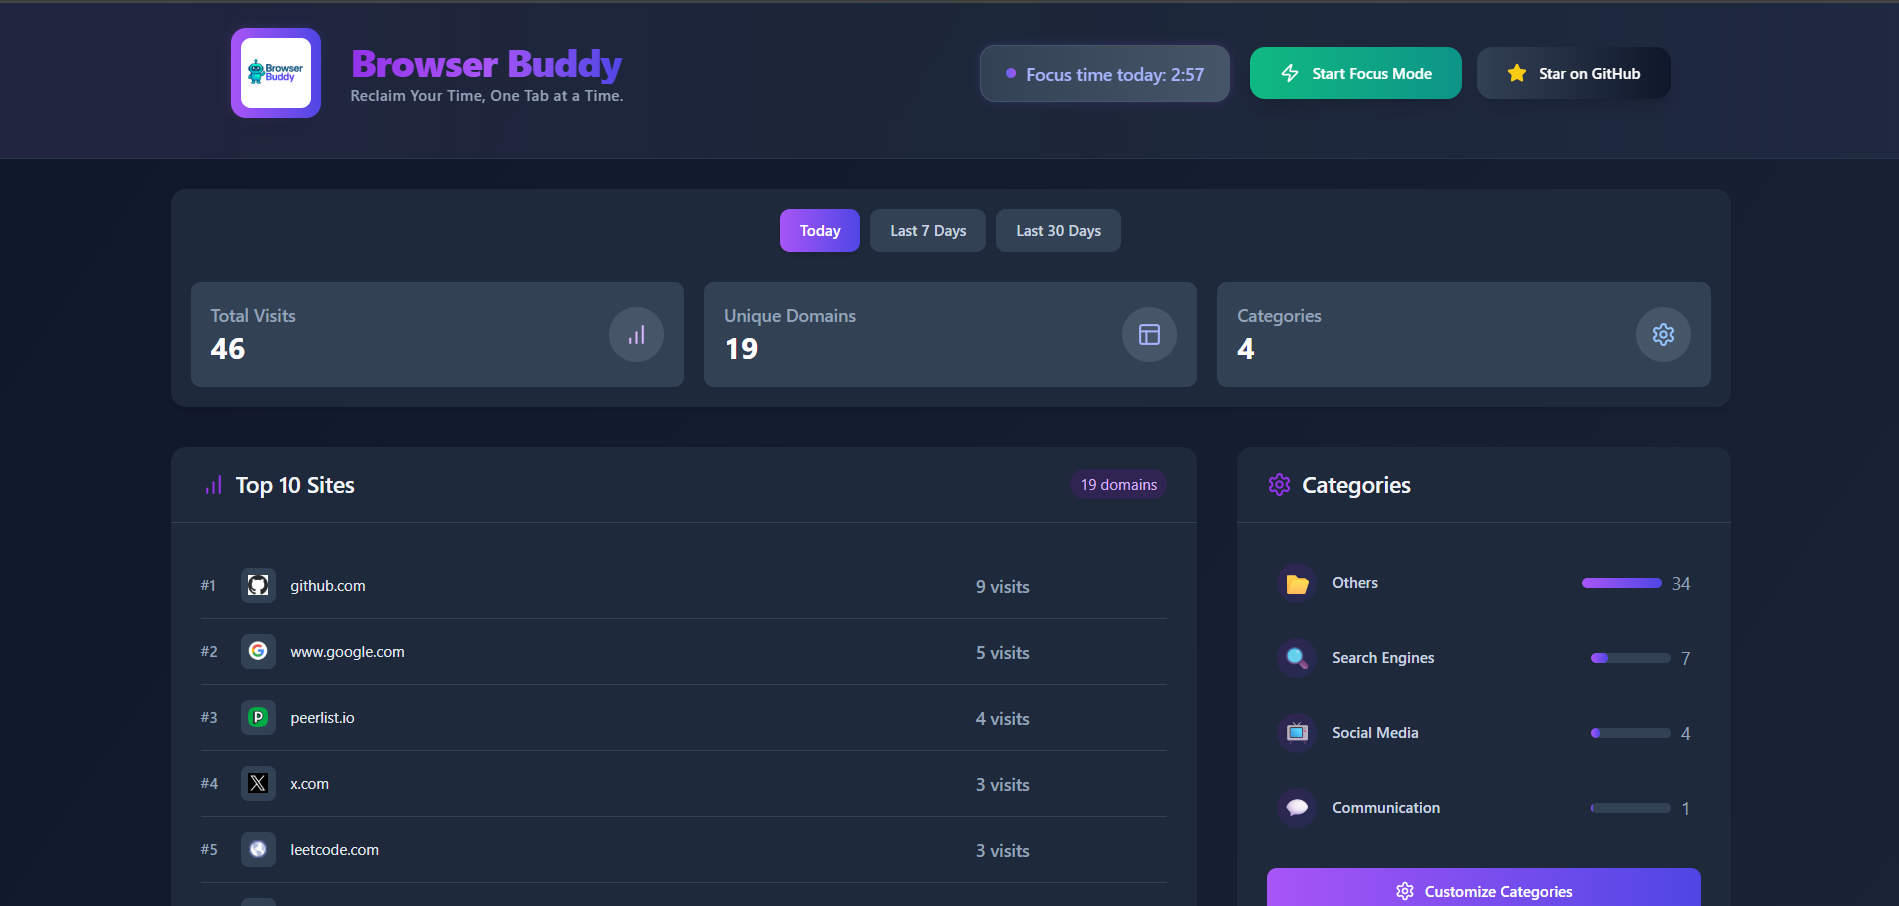 Browser
Buddy
Browser Buddy
Reclaim Your Time, One Tab at a Time.
Focus time today: 2:57
Start Focus Mode
Star on GitHub
Today
Last 7 Days
Last 30 Days
Total Visits
46
Unique Domains
19
Categories
4
Top 10 Sites
19 domains
#1 github.com 9 visits
#2 www.google.com 5 visits
#3 peerlist.io 4 visits
#4 x.com 3 visits
#5 leetcode.com 3 visits
Categories
Others 34
Search Engines 7
Social Media 4
Communication 1
Customize Categories